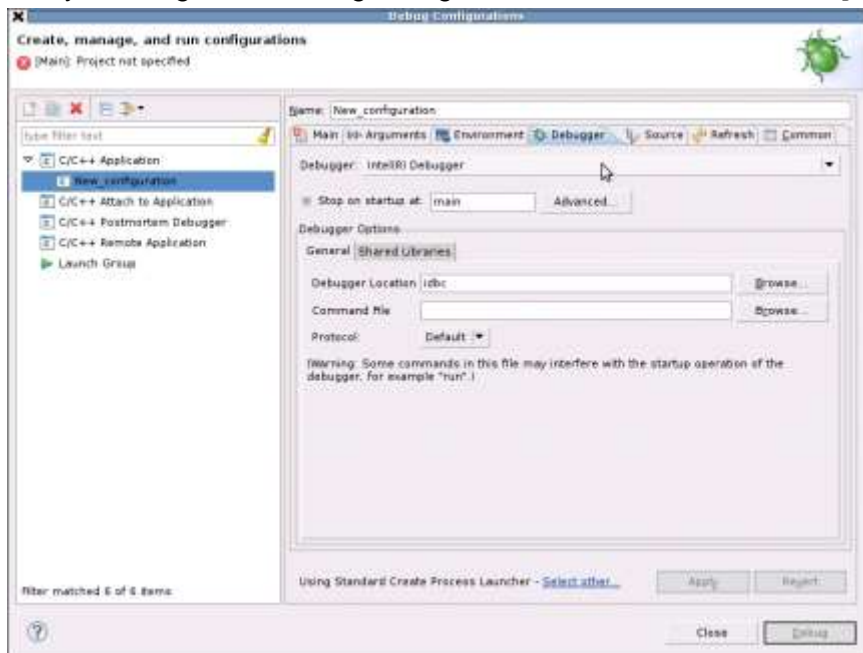 Debug Configurations
Create, manage, and run configurations
[Main]: Project not specified
Name: New_configuration
type filter text
Main (x)= Arguments Environment Debugger Source Refresh Common
C/C++ Application
New_configuration
C/C++ Attach to Application
C/C++ Postmortem Debugger
C/C++ Remote Application
Launch Group
Debugger: Intel(R) Debugger
Stop on startup at: main Advanced...
Debugger Options
General Shared Libraries
Debugger Location idbc Browse...
Command file Browse...
Protocol: Default
(Warning: Some commands in this file may interfere with the startup operation of the
debugger, for example "run".)
Filter matched 6 of 6 items
Using Standard Create Process Launcher - Select other...
Apply Revert
Close Debug